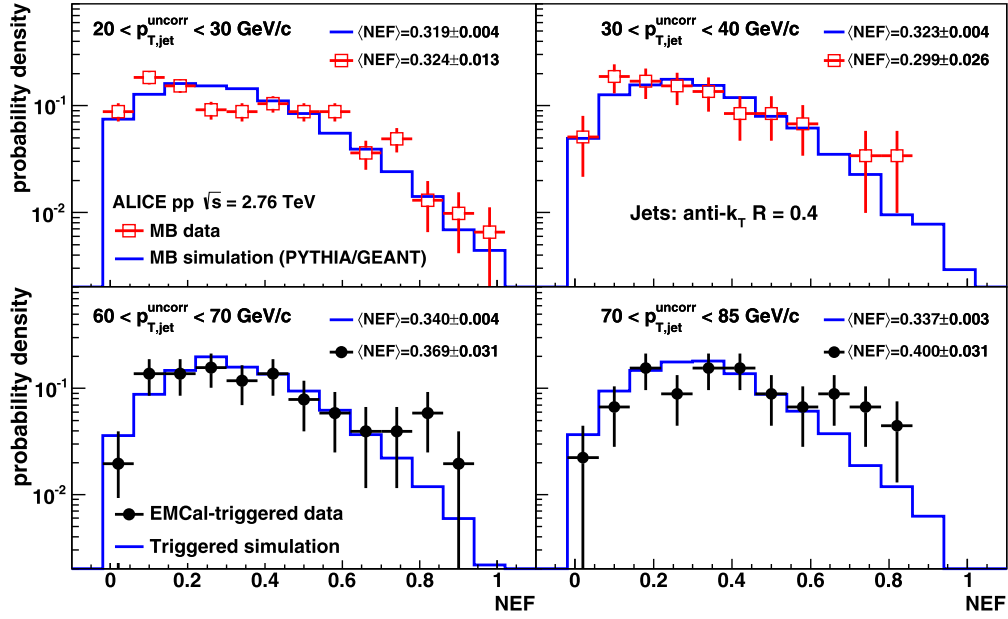 20 < p_{T,jet}^{uncorr} < 30 GeV/c
⟨NEF⟩=0.319±0.004
⟨NEF⟩=0.324±0.013
probability density
10^{-1}
10^{-2}
ALICE pp √s = 2.76 TeV
MB data
MB simulation (PYTHIA/GEANT)
30 < p_{T,jet}^{uncorr} < 40 GeV/c
⟨NEF⟩=0.323±0.004
⟨NEF⟩=0.299±0.026
Jets: anti-k_T R = 0.4
60 < p_{T,jet}^{uncorr} < 70 GeV/c
⟨NEF⟩=0.340±0.004
⟨NEF⟩=0.369±0.031
probability density
10^{-1}
10^{-2}
EMCal-triggered data
Triggered simulation
0 0.2 0.4 0.6 0.8 1
NEF
70 < p_{T,jet}^{uncorr} < 85 GeV/c
⟨NEF⟩=0.337±0.003
⟨NEF⟩=0.400±0.031
0 0.2 0.4 0.6 0.8 1
NEF